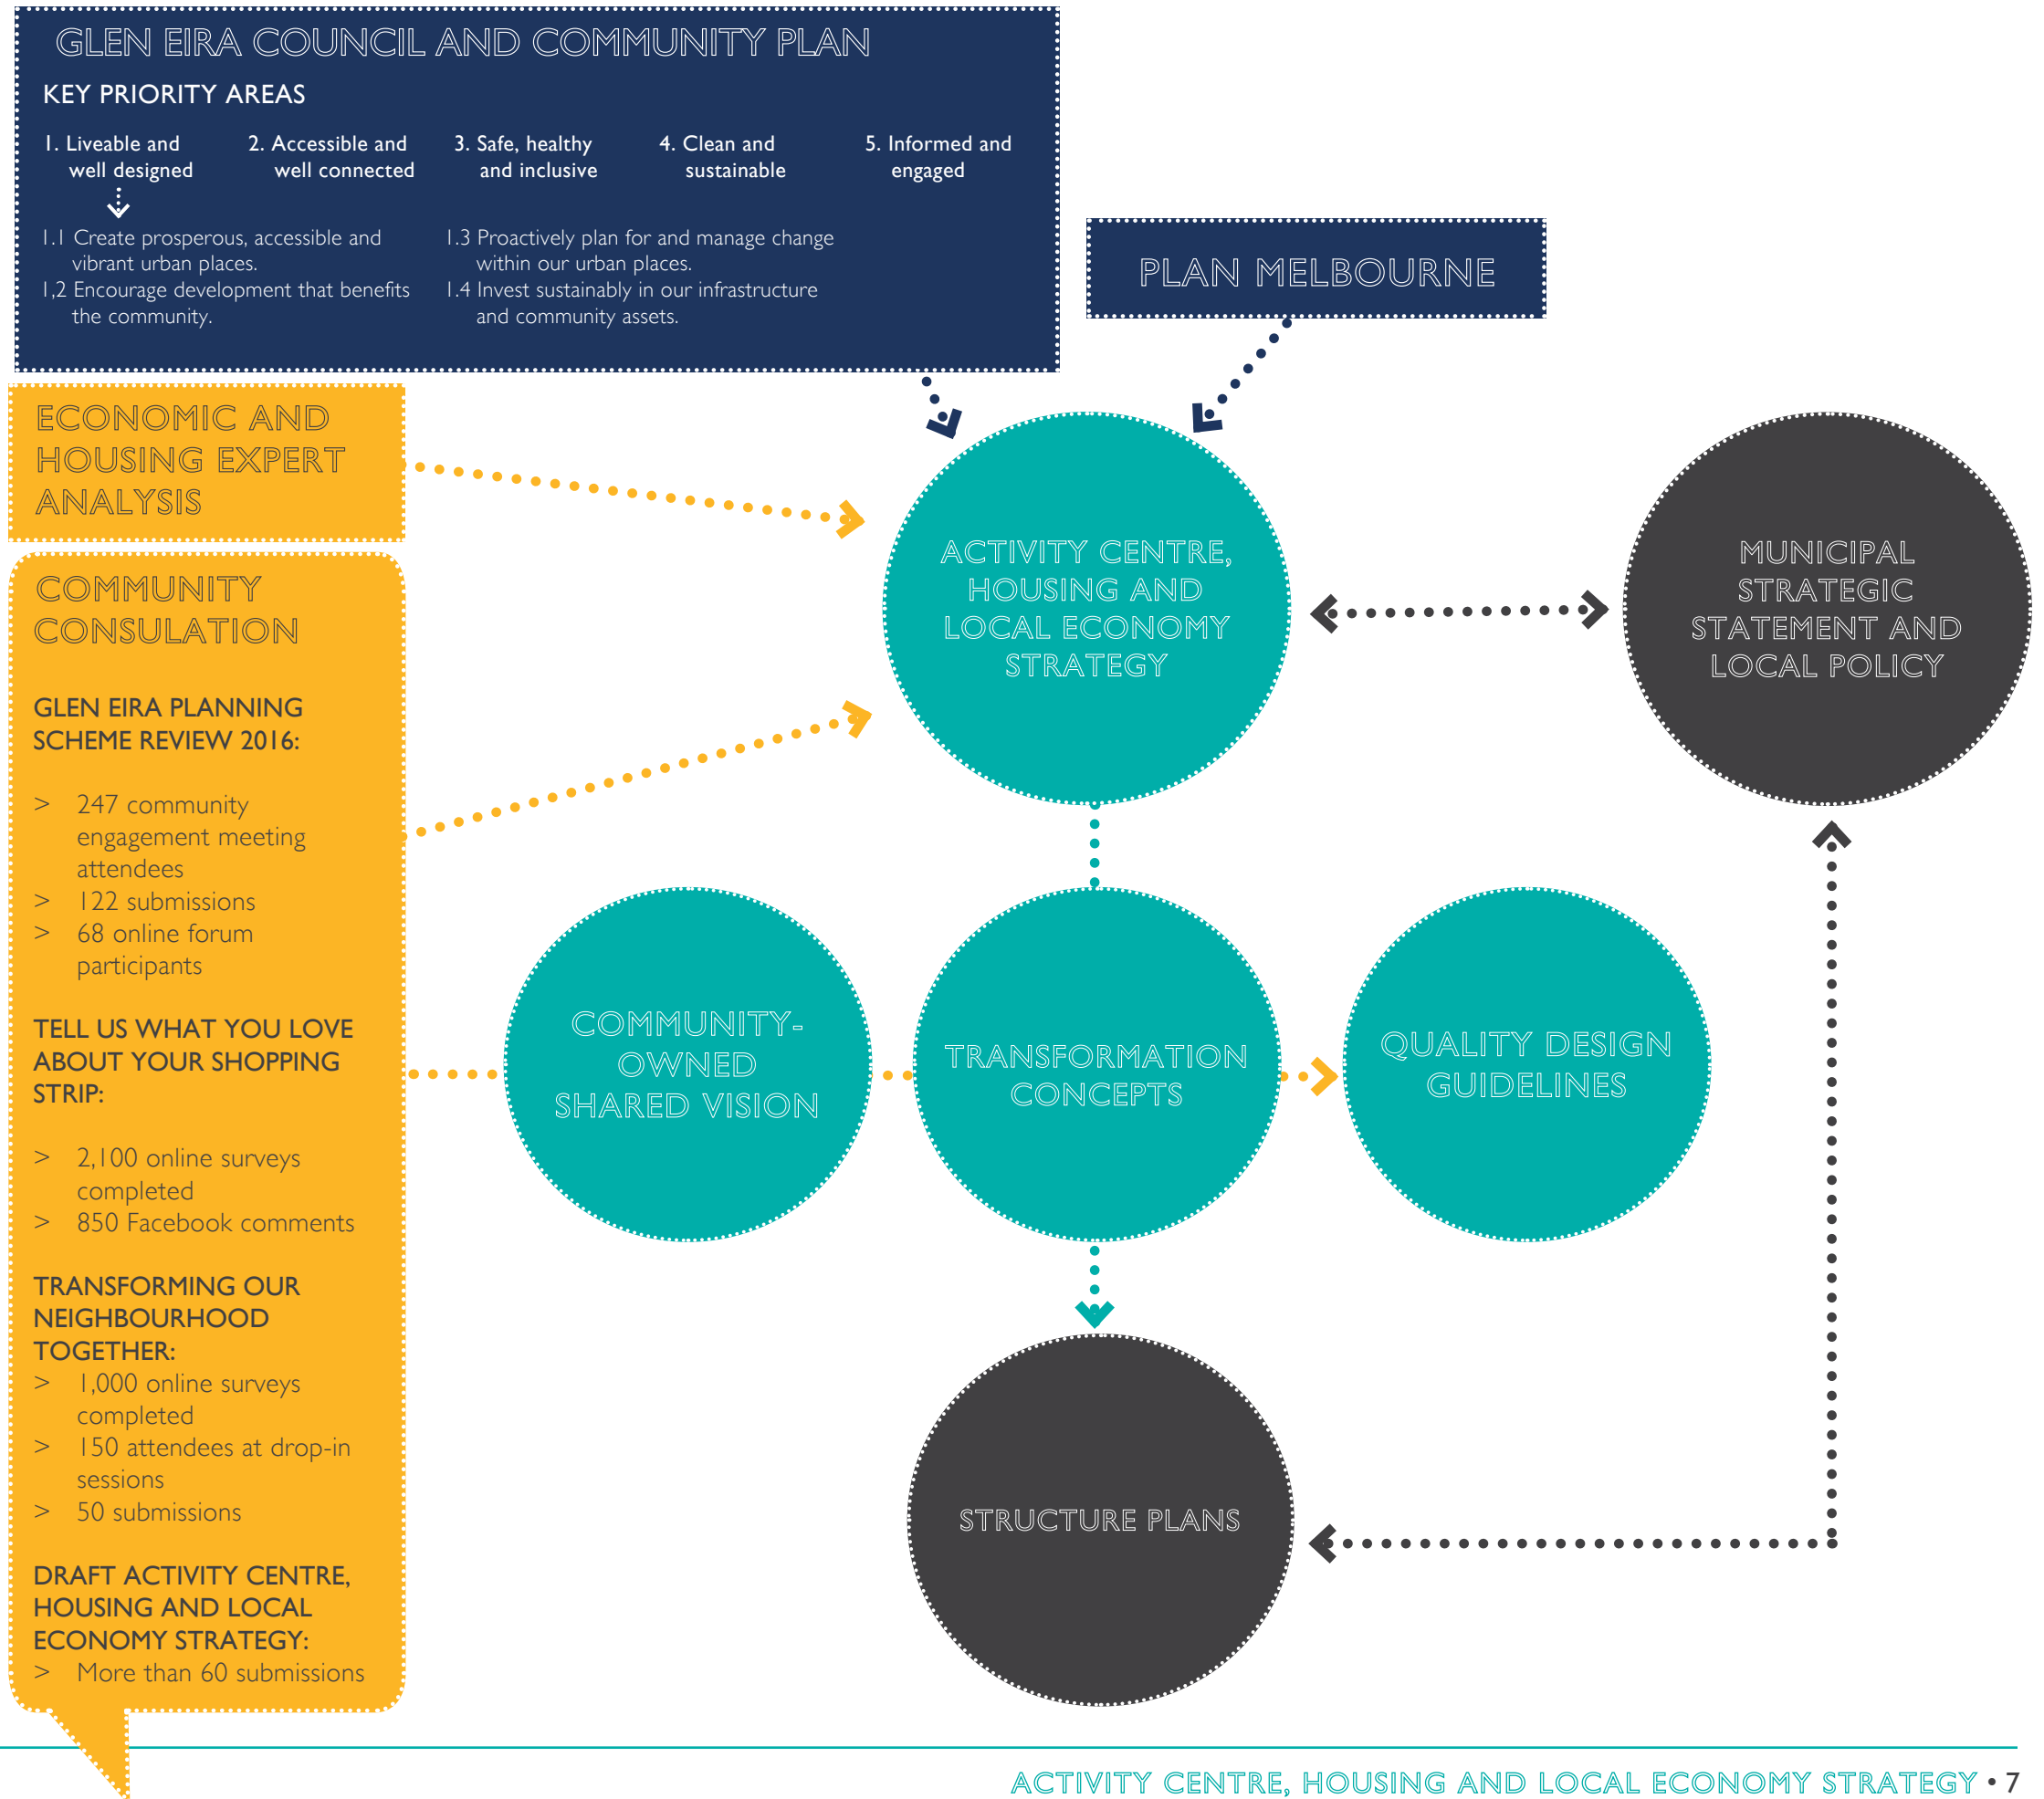 GLEN EIRA COUNCIL AND COMMUNITY PLAN
KEY PRIORITY AREAS
1. Liveable and
well designed
2. Accessible and
well connected
3. Safe, healthy
and inclusive
4. Clean and
sustainable
5. Informed and
engaged
1.1 Create prosperous, accessible and
vibrant urban places.
1,2 Encourage development that benefits
the community.
1.3 Proactively plan for and manage change
within our urban places.
1.4 Invest sustainably in our infrastructure
and community assets.
PLAN MELBOURNE
ECONOMIC AND
HOUSING EXPERT
ANALYSIS
COMMUNITY
CONSULATION
GLEN EIRA PLANNING
SCHEME REVIEW 2016:
> 247 community
engagement meeting
attendees
> 122 submissions
> 68 online forum
participants
TELL US WHAT YOU LOVE
ABOUT YOUR SHOPPING
STRIP:
> 2,100 online surveys
completed
> 850 Facebook comments
TRANSFORMING OUR
NEIGHBOURHOOD
TOGETHER:
> 1,000 online surveys
completed
> 150 attendees at drop-in
sessions
> 50 submissions
DRAFT ACTIVITY CENTRE,
HOUSING AND LOCAL
ECONOMY STRATEGY:
> More than 60 submissions
ACTIVITY CENTRE,
HOUSING AND
LOCAL ECONOMY
STRATEGY
MUNICIPAL
STRATEGIC
STATEMENT AND
LOCAL POLICY
COMMUNITY-
OWNED
SHARED VISION
TRANSFORMATION
CONCEPTS
QUALITY DESIGN
GUIDELINES
STRUCTURE PLANS
ACTIVITY CENTRE, HOUSING AND LOCAL ECONOMY STRATEGY • 7